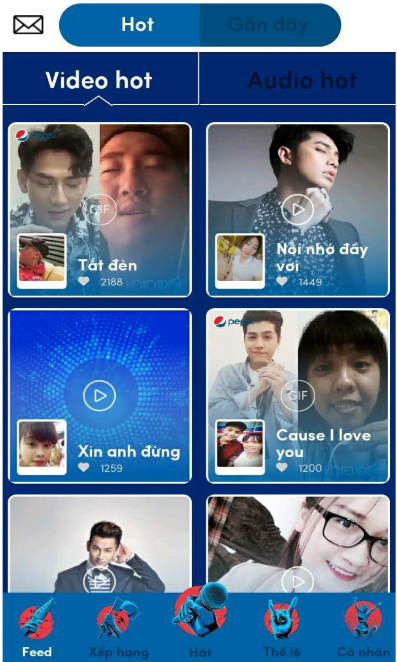 Hot
Gần đây
Video hot
Audio hot
pepsi
GIF
Tắt đèn
2188
Nỗi nhớ đầy
vơi
1449
Xin anh đừng
1259
pepsi
GIF
Cause I love
you
1200
Feed
Xếp hạng
Hát
Thể lệ
Cá nhân